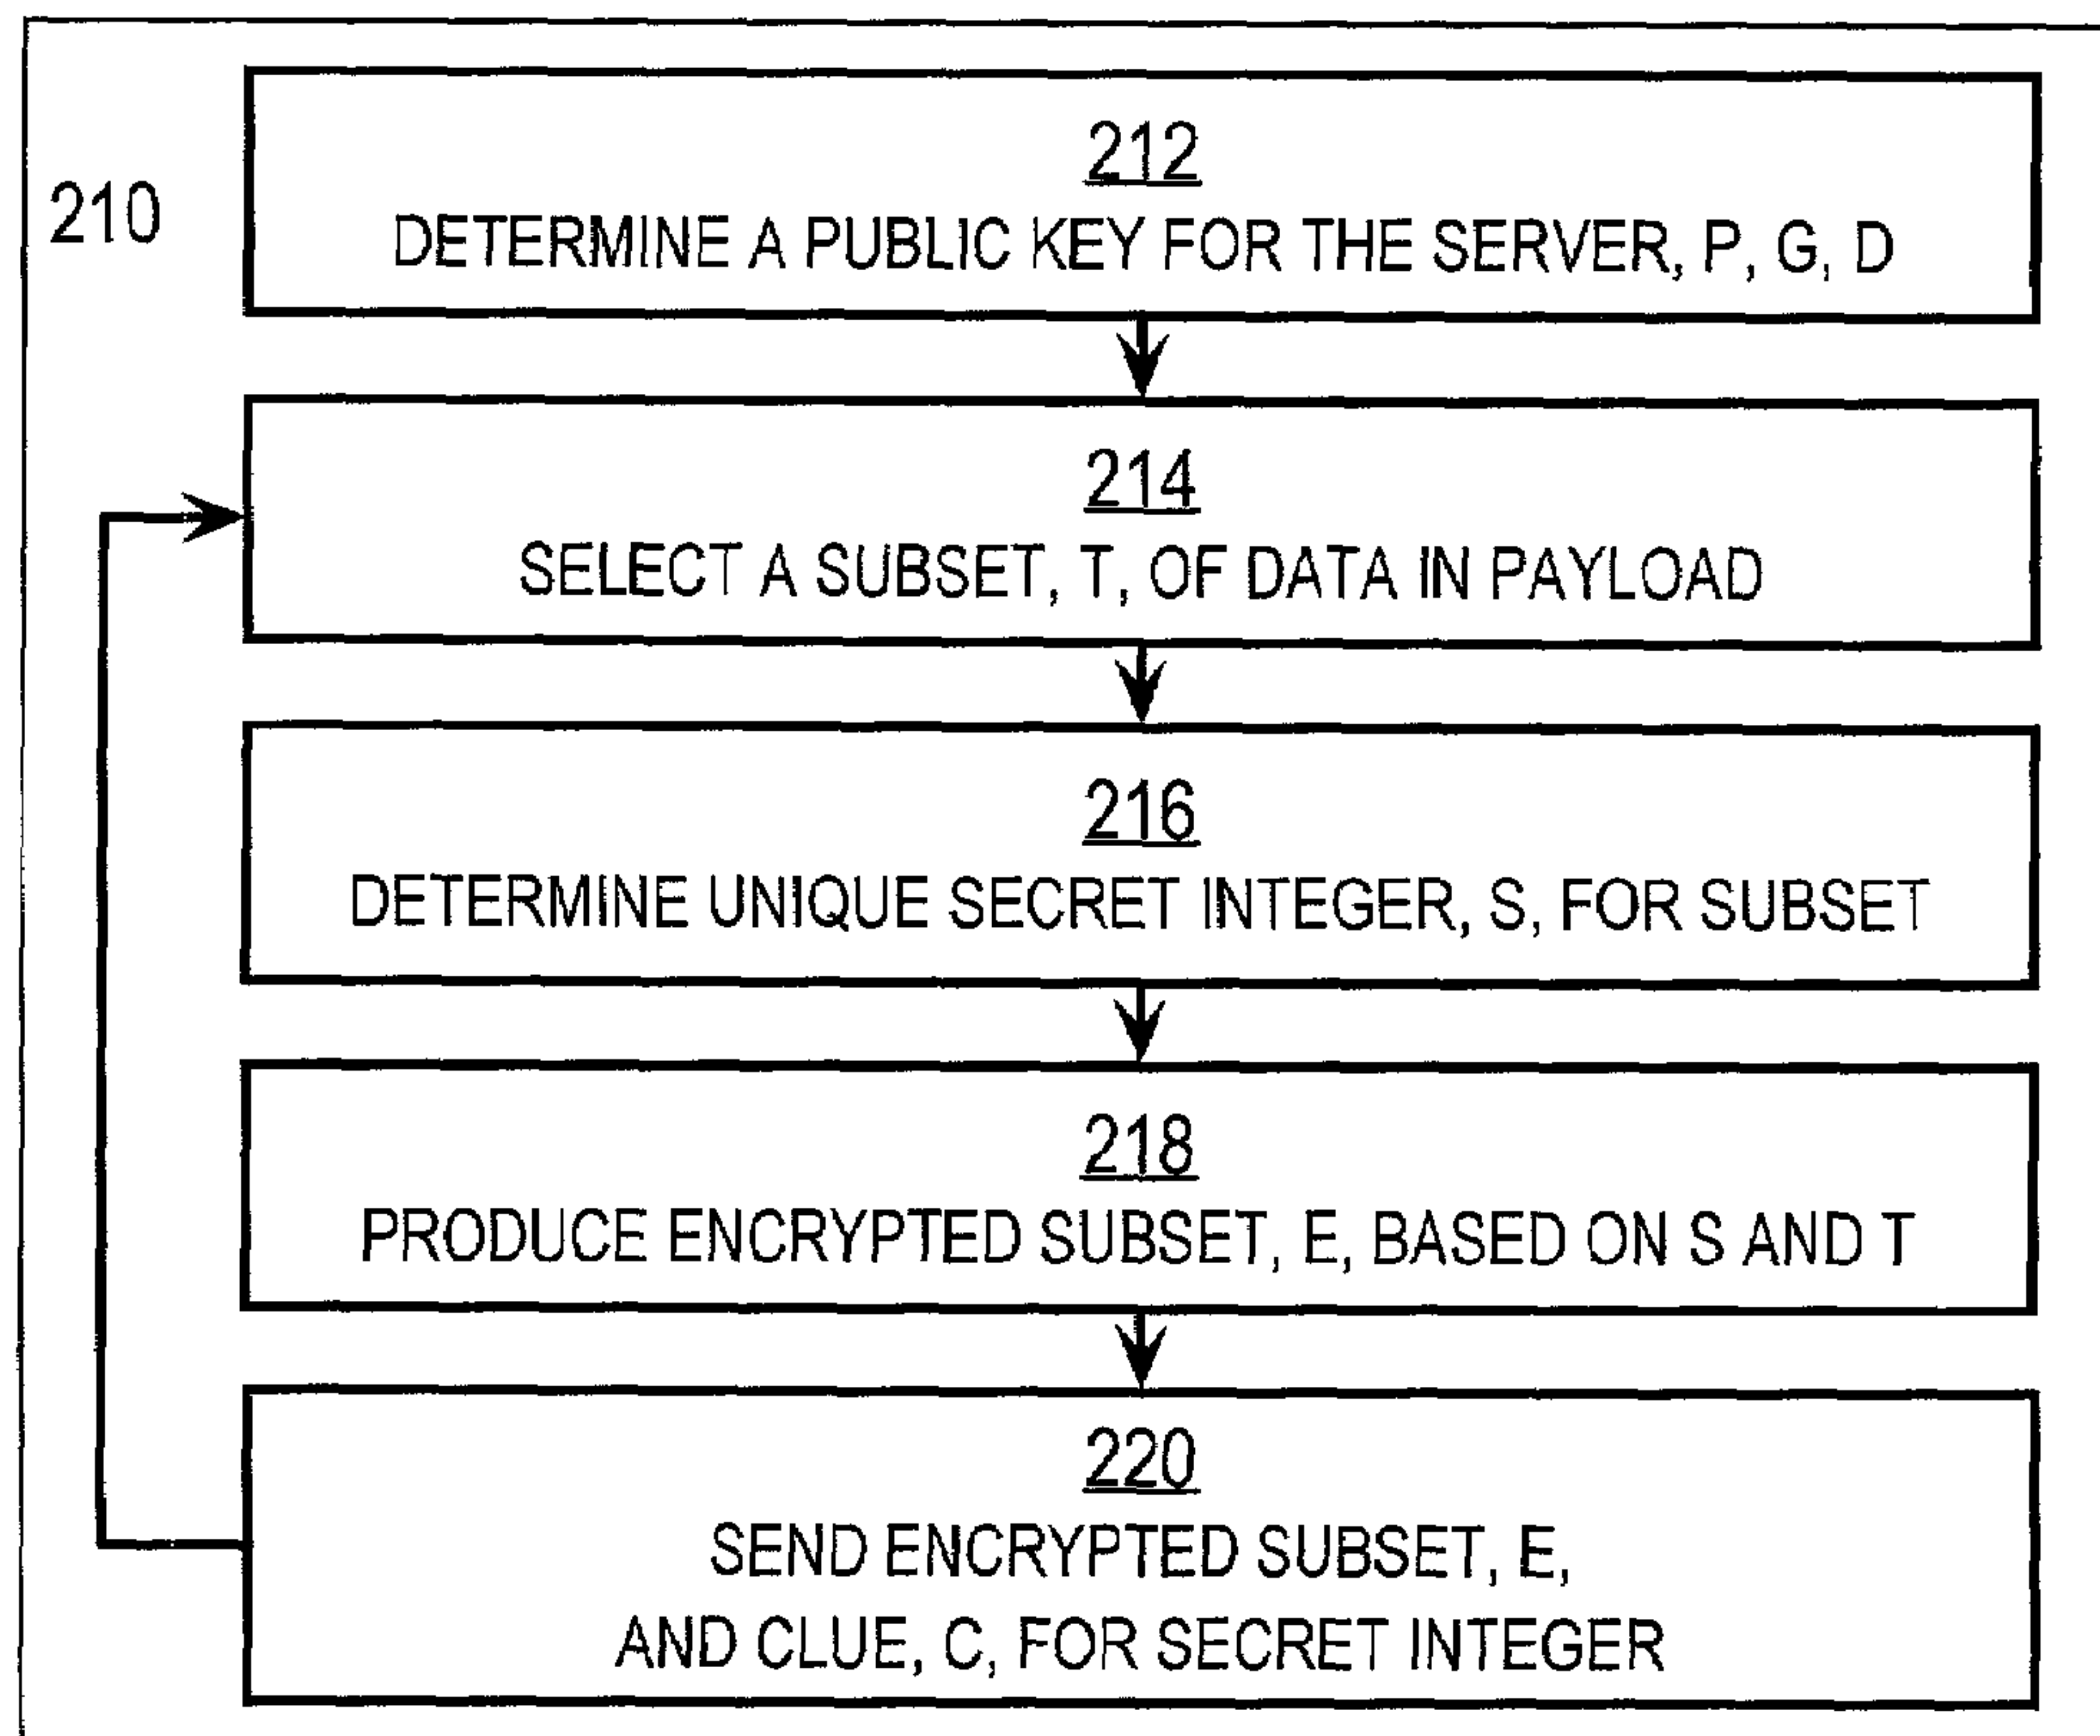 210
212
DETERMINE A PUBLIC KEY FOR THE SERVER, P, G, D
214
SELECT A SUBSET, T, OF DATA IN PAYLOAD
216
DETERMINE UNIQUE SECRET INTEGER, S, FOR SUBSET
218
PRODUCE ENCRYPTED SUBSET, E, BASED ON S AND T
220
SEND ENCRYPTED SUBSET, E,
AND CLUE, C, FOR SECRET INTEGER